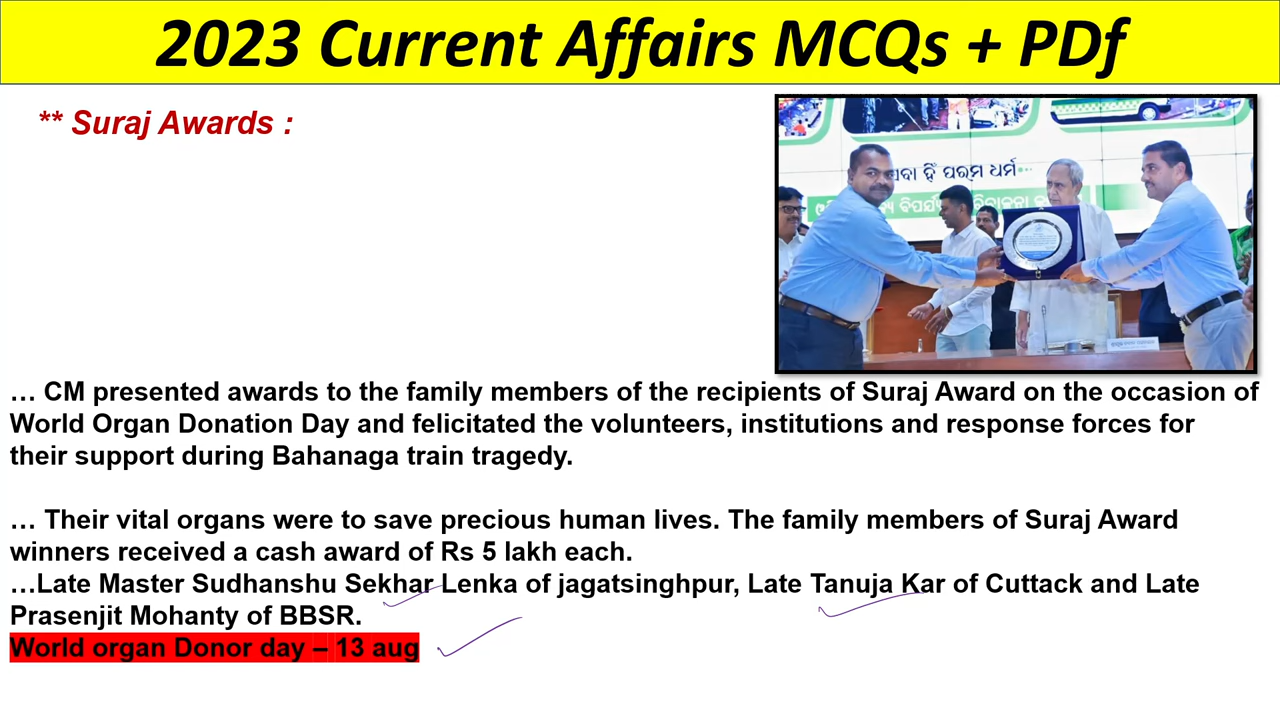 2023 Current Affairs MCQs + PDf
** Suraj Awards :
ସେବା ହିଁ ପରମ ଧର୍ମ
… CM presented awards to the family members of the recipients of Suraj Award on the occasion of
World Organ Donation Day and felicitated the volunteers, institutions and response forces for
their support during Bahanaga train tragedy.
… Their vital organs were to save precious human lives. The family members of Suraj Award
winners received a cash award of Rs 5 lakh each.
…Late Master Sudhanshu Sekhar Lenka of jagatsinghpur, Late Tanuja Kar of Cuttack and Late
Prasenjit Mohanty of BBSR.
World organ Donor day – 13 aug